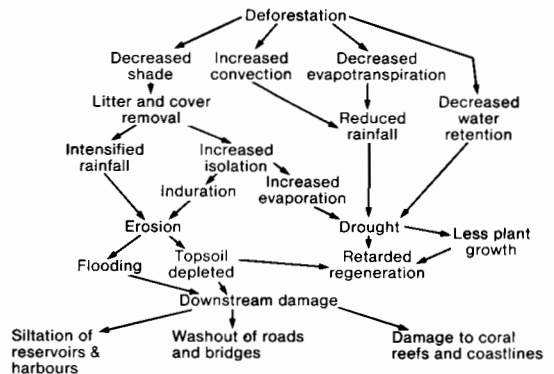 Deforestation
Decreased
shade
Increased
convection
Decreased
evapotranspiration
Decreased
water
retention
Litter and cover
removal
Reduced
rainfall
Intensified
rainfall
Increased
isolation
Induration
Increased
evaporation
Erosion
Drought
Less plant
growth
Flooding
Topsoil
depleted
Retarded
regeneration
Downstream damage
Siltation of
reservoirs &
harbours
Washout of roads
and bridges
Damage to coral
reefs and coastlines